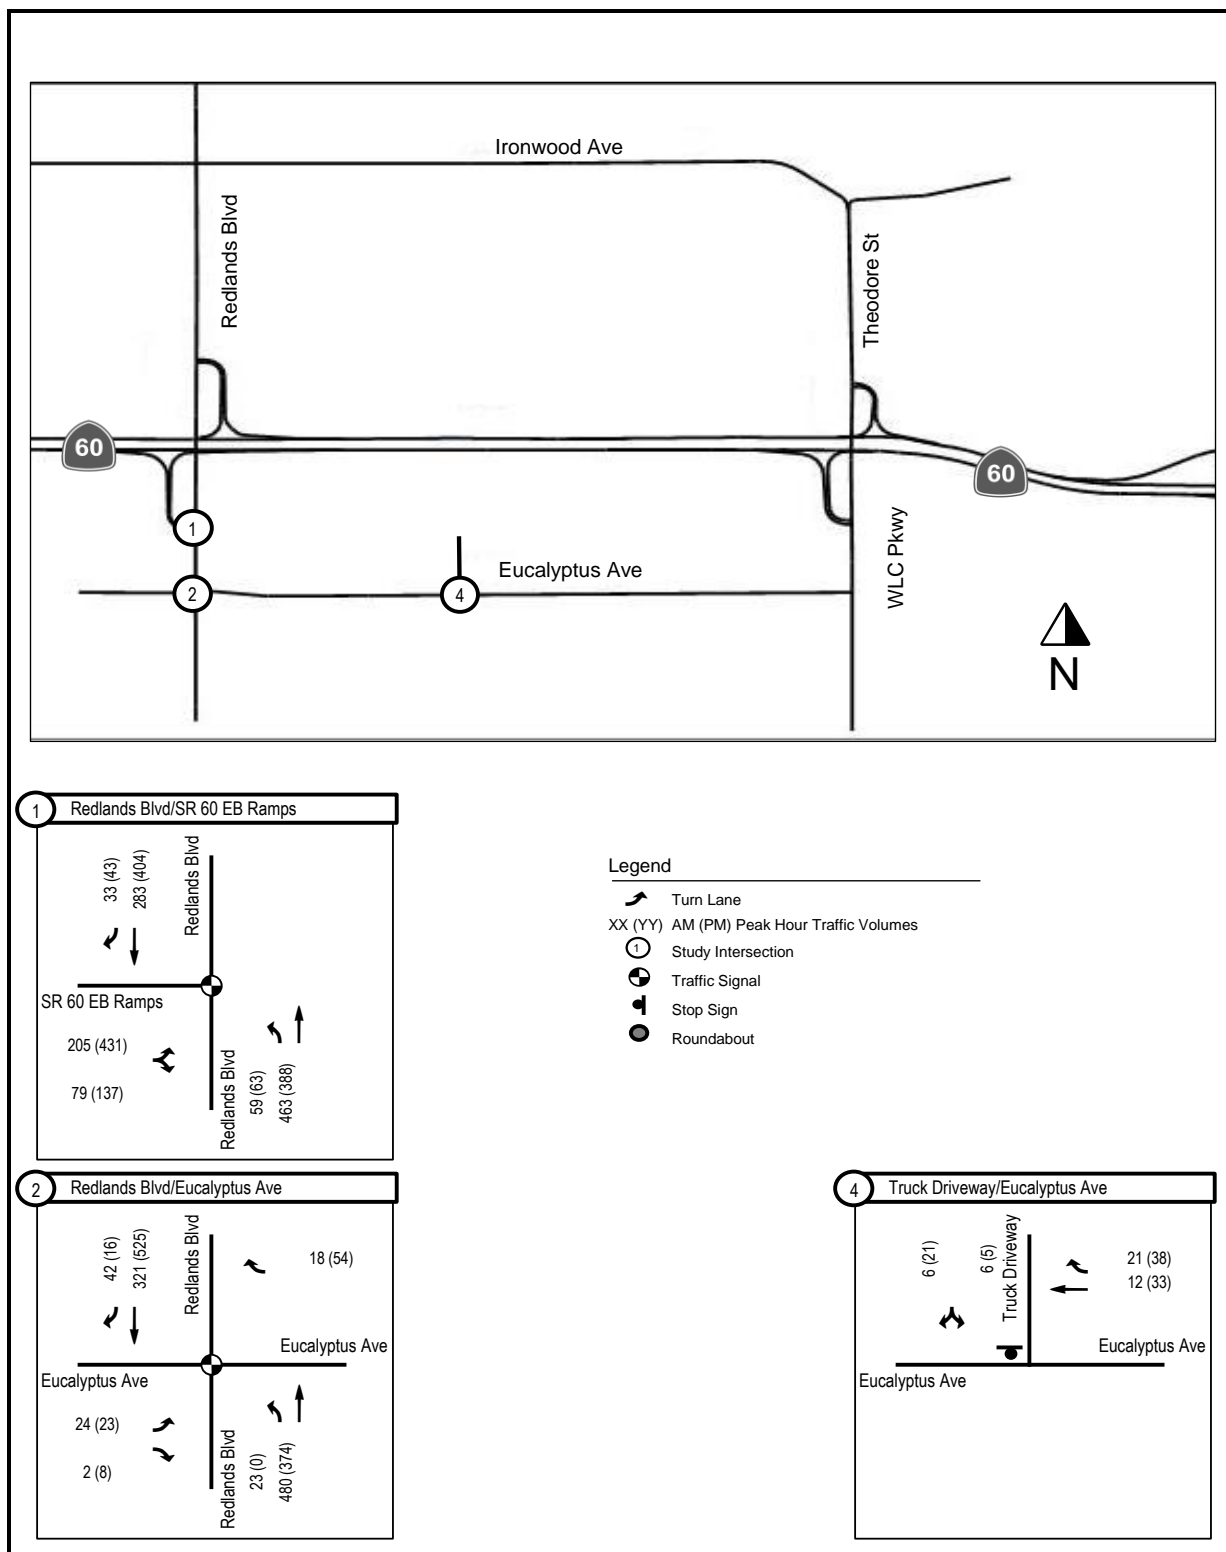 Ironwood Ave
Redlands Blvd
Theodore St
60
60
1
Eucalyptus Ave
2
4
WLC Pkwy
N
1 Redlands Blvd/SR 60 EB Ramps
33 (43)
283 (404)
Redlands Blvd
SR 60 EB Ramps
205 (431)
79 (137)
Redlands Blvd
59 (63)
463 (388)
Legend
Turn Lane
XX (YY) AM (PM) Peak Hour Traffic Volumes
1 Study Intersection
Traffic Signal
Stop Sign
Roundabout
2 Redlands Blvd/Eucalyptus Ave
42 (16)
321 (525)
Redlands Blvd
18 (54)
Eucalyptus Ave
Eucalyptus Ave
24 (23)
2 (8)
Redlands Blvd
23 (0)
480 (374)
4 Truck Driveway/Eucalyptus Ave
6 (21)
6 (5)
Truck Driveway
21 (38)
12 (33)
Eucalyptus Ave
Eucalyptus Ave